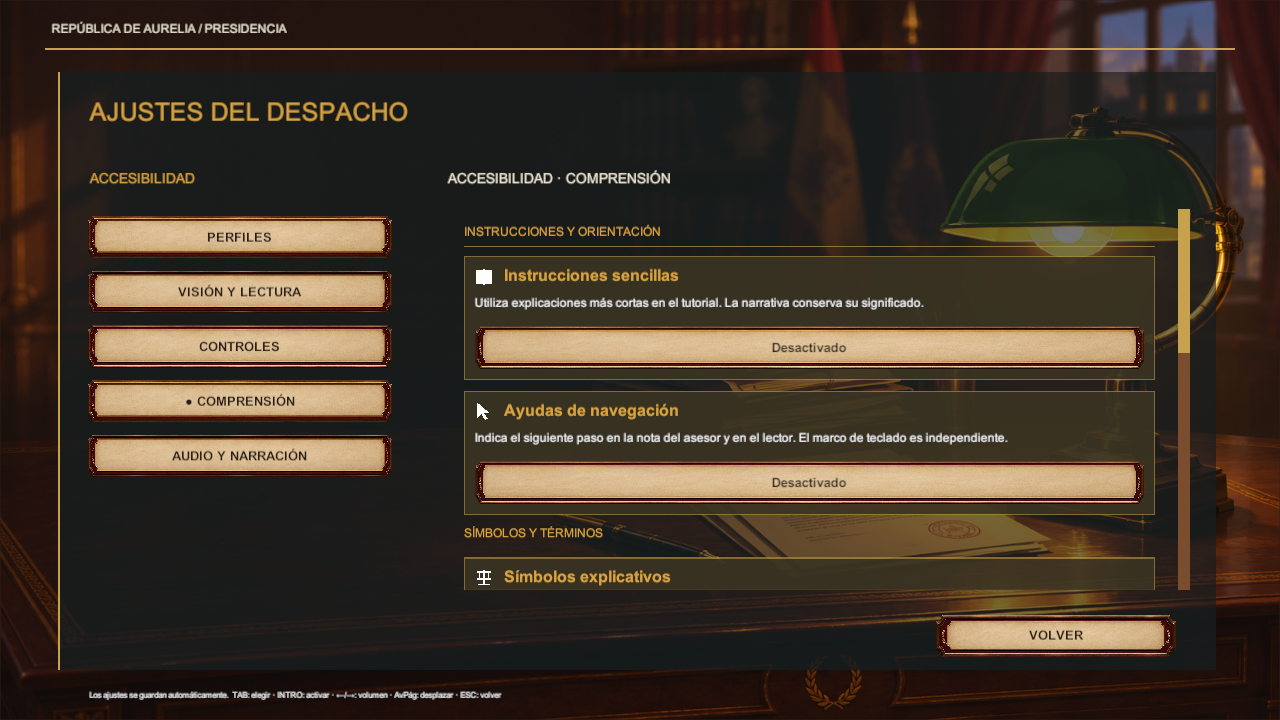 REPÚBLICA DE AURELIA / PRESIDENCIA
AJUSTES DEL DESPACHO
ACCESIBILIDAD
PERFILES
VISIÓN Y LECTURA
CONTROLES
● COMPRENSIÓN
AUDIO Y NARRACIÓN
ACCESIBILIDAD · COMPRENSIÓN
INSTRUCCIONES Y ORIENTACIÓN
Instrucciones sencillas
Utiliza explicaciones más cortas en el tutorial. La narrativa conserva su significado.
Desactivado
Ayudas de navegación
Indica el siguiente paso en la nota del asesor y en el lector. El marco de teclado es independiente.
Desactivado
SÍMBOLOS Y TÉRMINOS
Símbolos explicativos
VOLVER
Los ajustes se guardan automáticamente. TAB: elegir · INTRO: activar · ←/→: volumen · AvPág: desplazar · ESC: volver